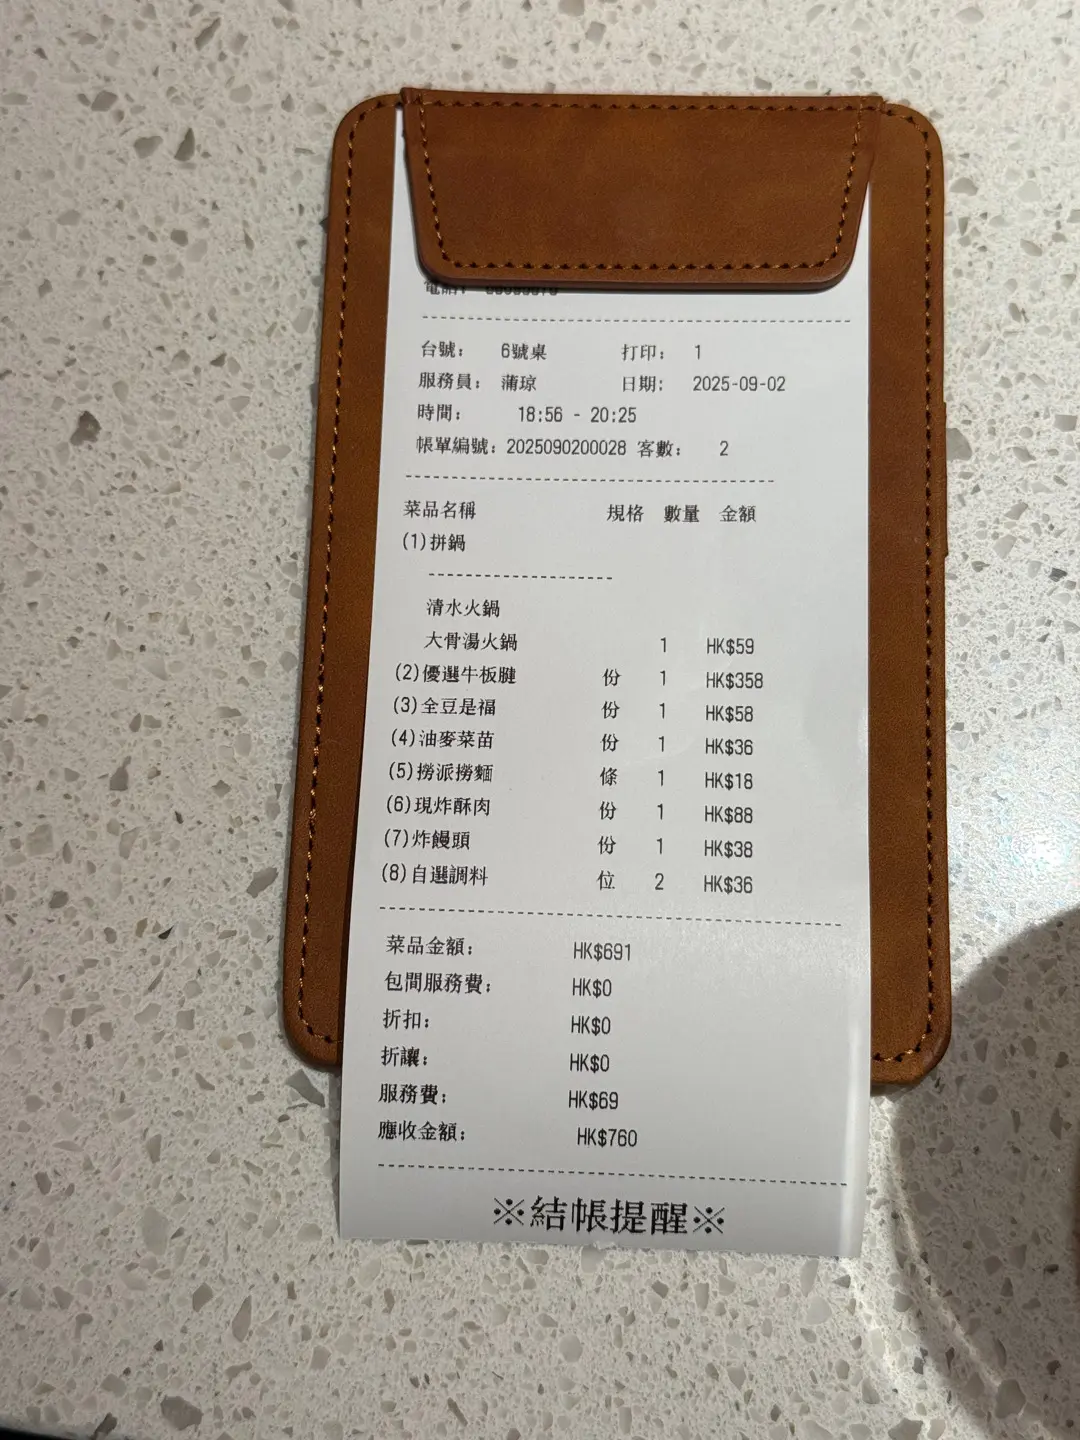 電話：
台號： 6號桌 打印： 1
服務員： 蒲琼 日期: 2025-09-02
時間： 18:56 - 20:25
帳單編號：2025090200028 客數： 2
菜品名稱 規格 數量 金額
(1)拼鍋
清水火鍋
大骨湯火鍋 1 HK$59
(2)優選牛板腱 份 1 HK$358
(3)全豆是福 份 1 HK$58
(4)油麥菜苗 份 1 HK$36
(5)撈派撈麵 條 1 HK$18
(6)現炸酥肉 份 1 HK$88
(7)炸饅頭 份 1 HK$38
(8)自選調料 位 2 HK$36
菜品金額： HK$691
包間服務費： HK$0
折扣： HK$0
折讓： HK$0
服務費： HK$69
應收金額： HK$760
※結帳提醒※